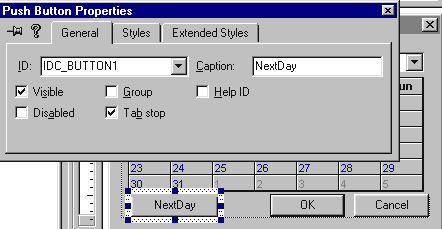 Push Button Properties
General Styles Extended Styles
ID: IDC_BUTTON1 Caption: NextDay
Visible Group Help ID
Disabled Tab stop
un
23 24 25 26 27 28 29
30 31 1 2 3 4 5
NextDay OK Cancel